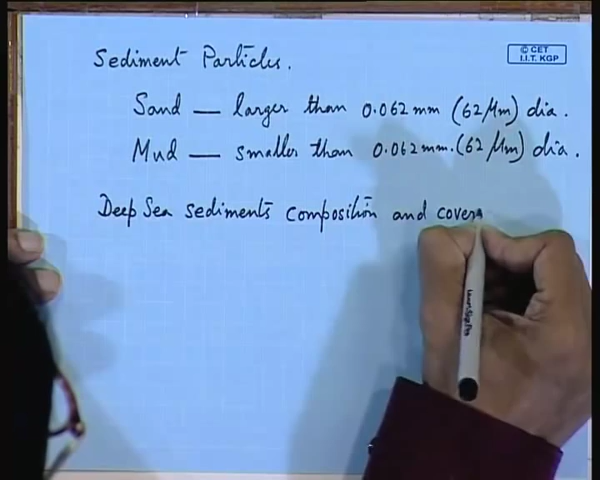 Sediment Particles.
© CET
I.I.T. KGP
Sand — larger than 0.062 mm (62 µm) dia.
Mud — smaller than 0.062 mm. (62 µm) dia.
Deep Sea sediments composition and covera